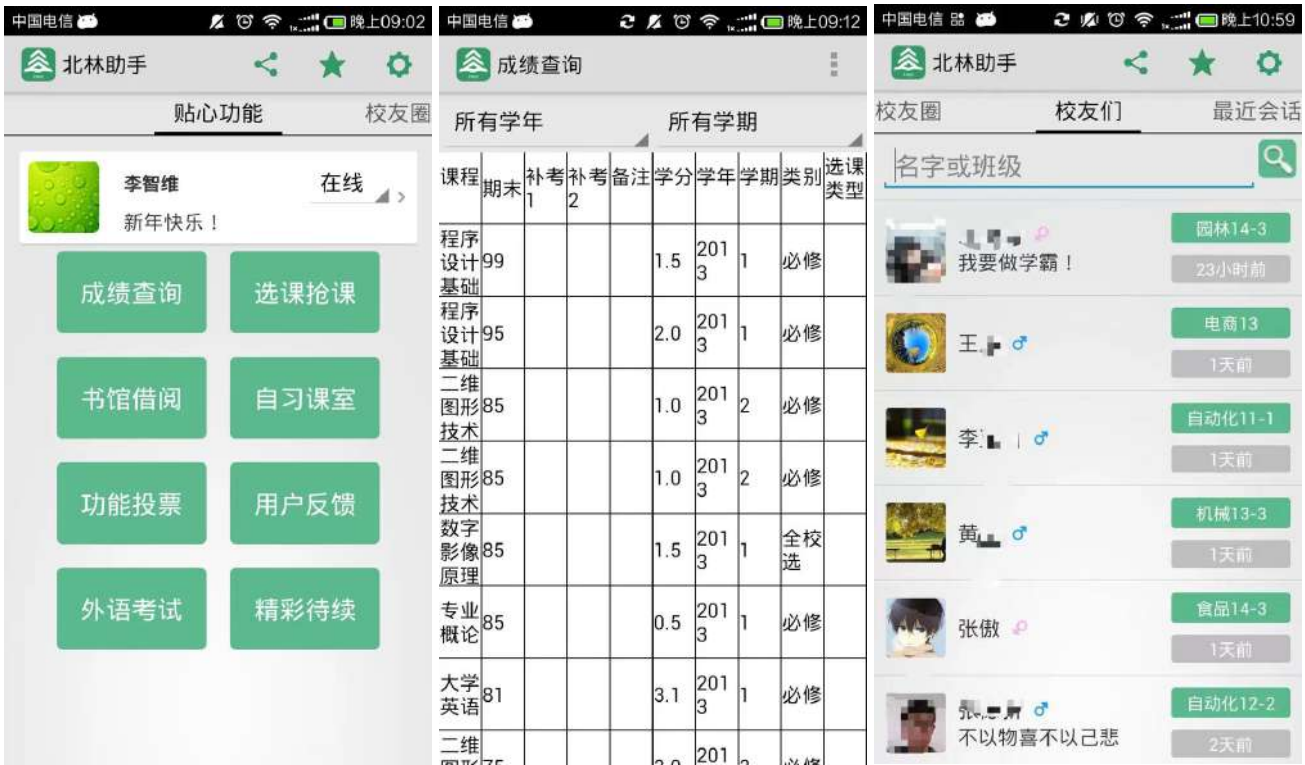 中国电信
晚上09:02
北林助手
贴心功能
校友圈
李智维
在线
新年快乐！
成绩查询
选课抢课
书馆借阅
自习课室
功能投票
用户反馈
外语考试
精彩待续
中国电信
晚上09:12
成绩查询
所有学年
所有学期
课程 期末 补考1 补考2 备注 学分 学年 学期 类别 选课类型
程序设计基础 99 1.5 2013 1 必修
程序设计基础 95 2.0 2013 1 必修
二维图形技术 85 1.0 2013 2 必修
二维图形技术 85 1.0 2013 2 必修
数字影像原理 85 1.5 2013 1 全校选
专业概论 85 0.5 2013 1 必修
大学英语 81 3.1 2013 1 必修
二维
201
中国电信
晚上10:59
北林助手
校友圈
校友们
最近会话
名字或班级
园林14-3
我要做学霸！
23小时前
王
电商13
1天前
李
自动化11-1
1天前
黄
机械13-3
1天前
张傲
食品14-3
1天前
自动化12-2
不以物喜不以己悲
2天前